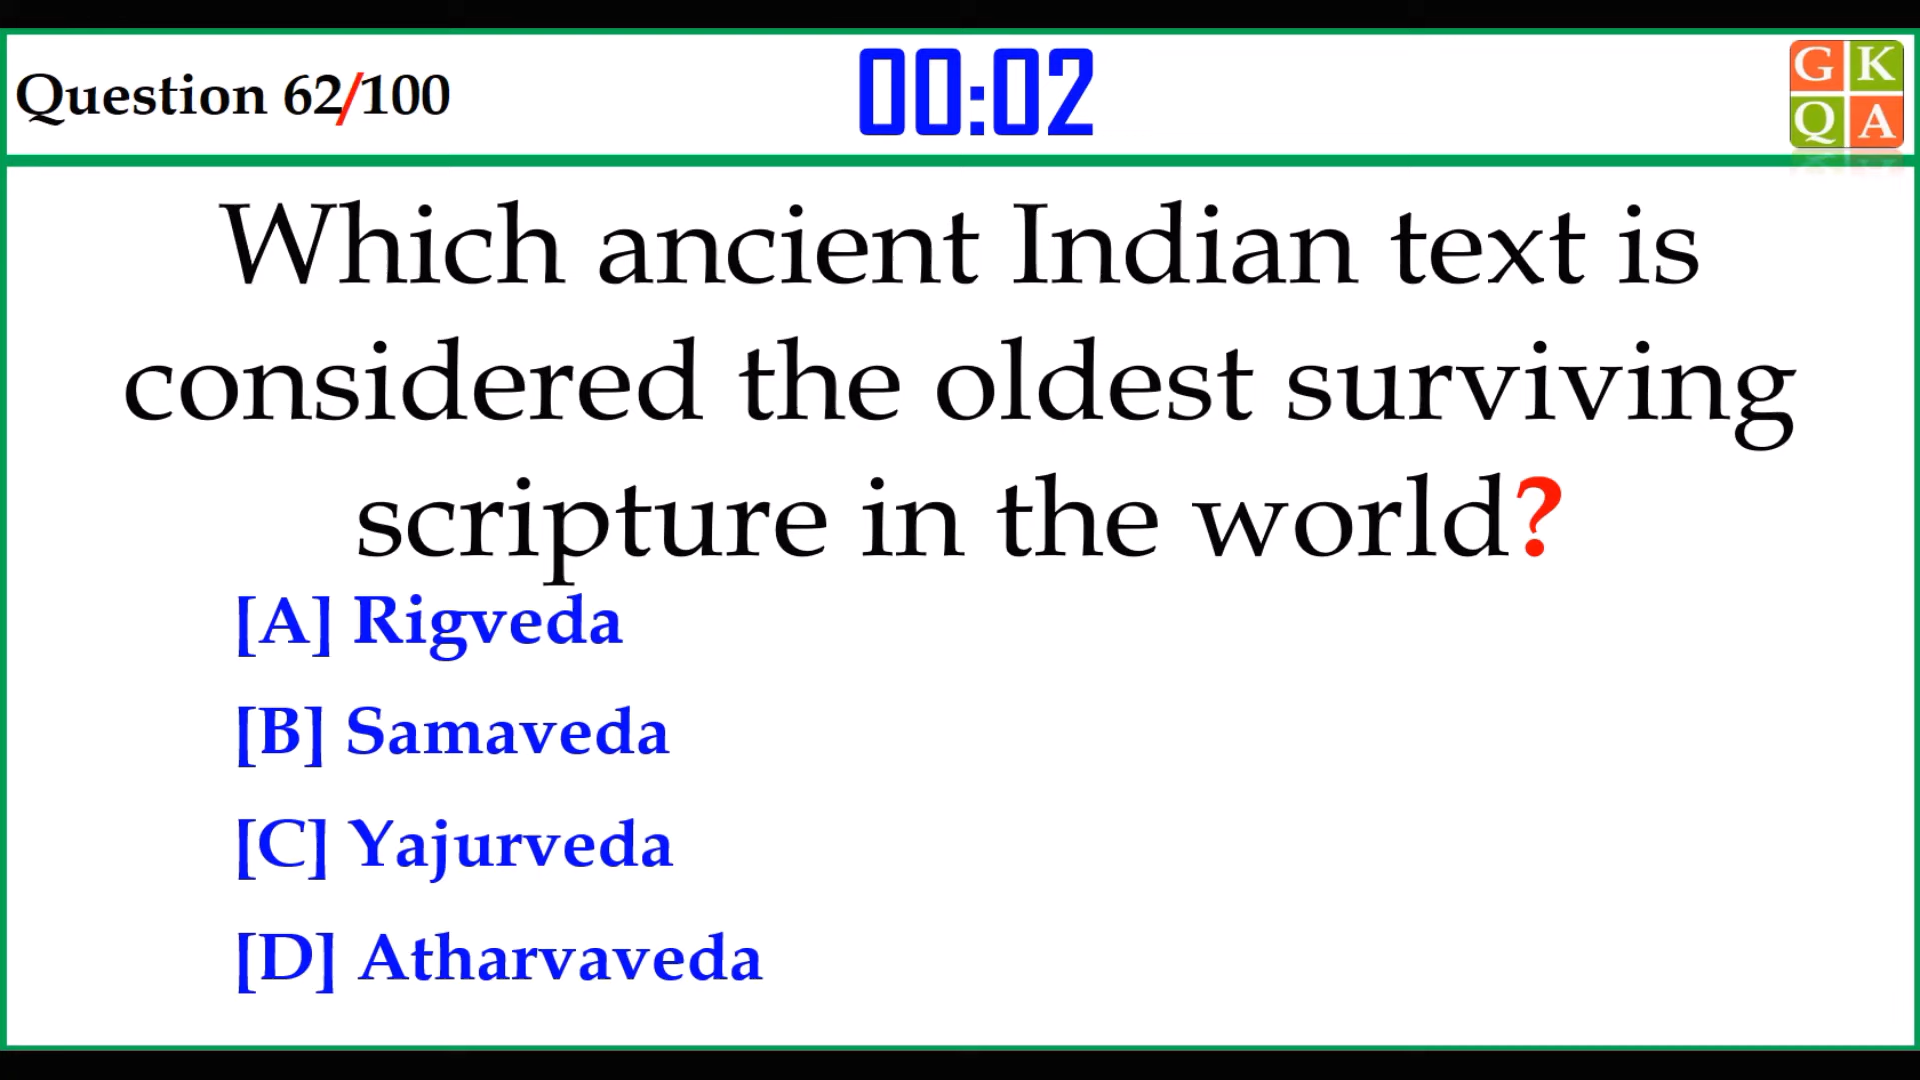 Question 62/100
00:02
G K
Q A
Which ancient Indian text is
considered the oldest surviving
scripture in the world?
[A] Rigveda
[B] Samaveda
[C] Yajurveda
[D] Atharvaveda